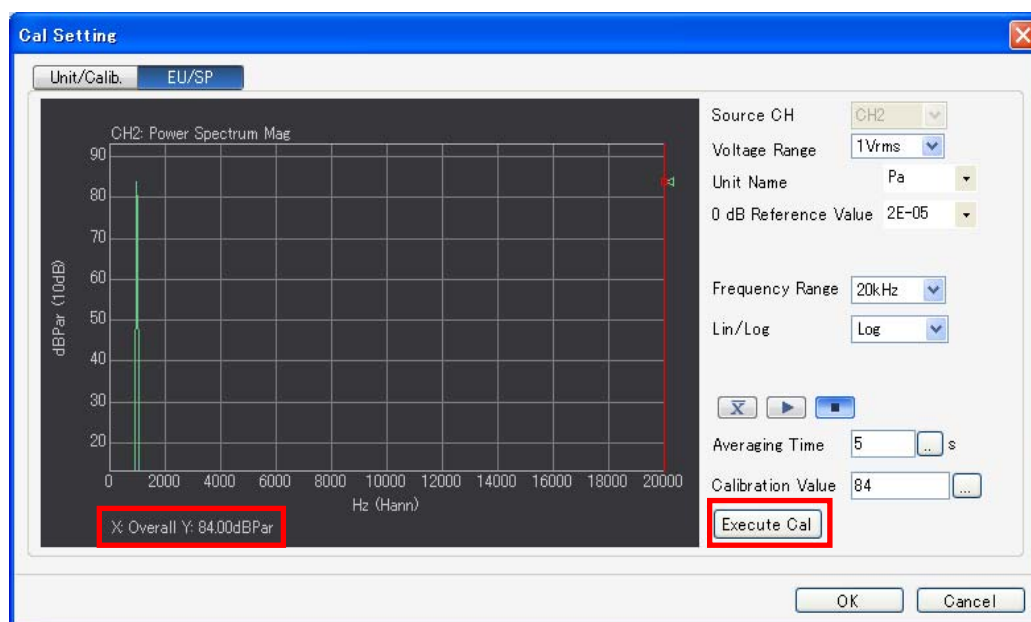 Cal Setting
Unit/Calib. EU/SP
CH2: Power Spectrum Mag
90
80
70
60
50
40
30
20
dBPar (10dB)
0 2000 4000 6000 8000 10000 12000 14000 16000 18000 20000
Hz (Hann)
X: Overall Y: 84.00dBPar
Source CH CH2
Voltage Range 1Vrms
Unit Name Pa
0 dB Reference Value 2E-05
Frequency Range 20kHz
Lin/Log Log
X
Averaging Time 5 .. s
Calibration Value 84 ...
Execute Cal
OK Cancel